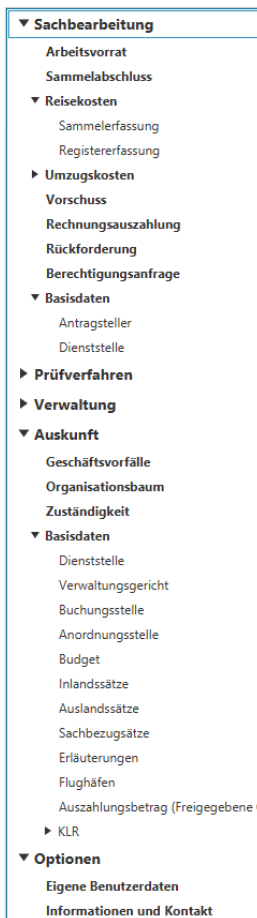 Sachbearbeitung
Arbeitsvorrat
Sammelabschluss
Reisekosten
Sammelerfassung
Registererfassung
Umzugskosten
Vorschuss
Rechnungsauszahlung
Rückforderung
Berechtigungsanfrage
Basisdaten
Antragsteller
Dienststelle
Prüfverfahren
Verwaltung
Auskunft
Geschäftsvorfälle
Organisationsbaum
Zuständigkeit
Basisdaten
Dienststelle
Verwaltungsgericht
Buchungsstelle
Anordnungsstelle
Budget
Inlandssätze
Auslandssätze
Sachbezugsätze
Erläuterungen
Flughäfen
Auszahlungsbetrag (Freigegebene
KLR
Optionen
Eigene Benutzerdaten
Informationen und Kontakt